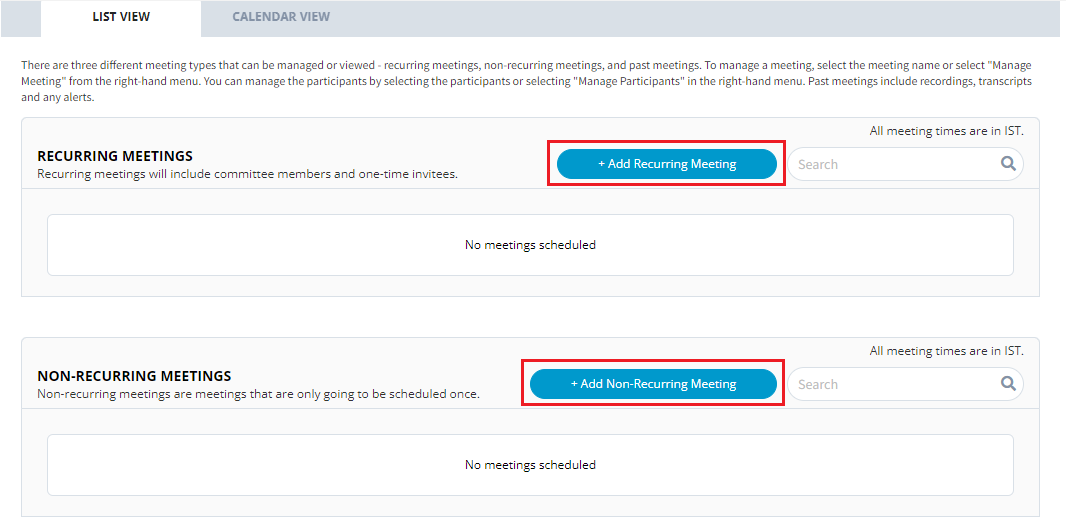 LIST VIEW
CALENDAR VIEW
There are three different meeting types that can be managed or viewed - recurring meetings, non-recurring meetings, and past meetings. To manage a meeting, select the meeting name or select "Manage
Meeting" from the right-hand menu. You can manage the participants by selecting the participants or selecting "Manage Participants" in the right-hand menu. Past meetings include recordings, transcripts
and any alerts.
All meeting times are in IST.
RECURRING MEETINGS
Recurring meetings will include committee members and one-time invitees.
+ Add Recurring Meeting
Search
No meetings scheduled
All meeting times are in IST.
NON-RECURRING MEETINGS
Non-recurring meetings are meetings that are only going to be scheduled once.
+ Add Non-Recurring Meeting
Search
No meetings scheduled